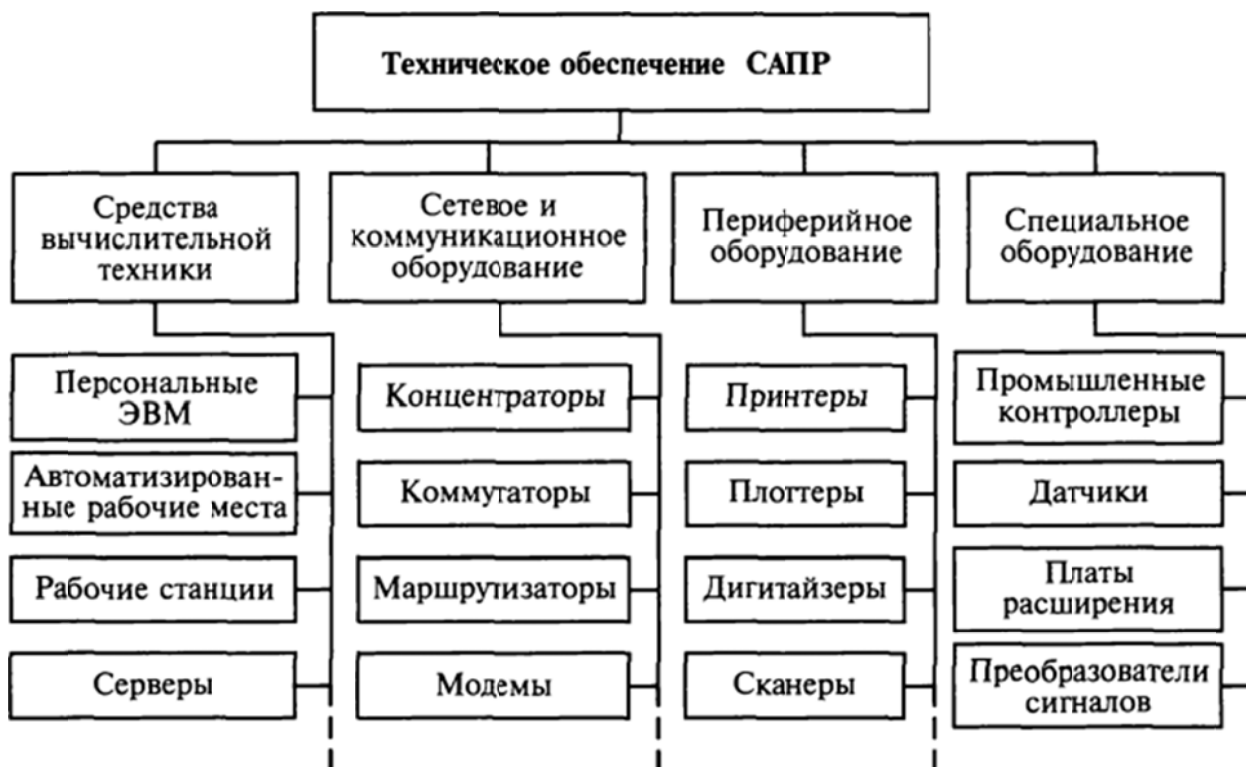 Техническое обеспечение САПР
Средства
вычислительной
техники
Сетевое и
коммуникационное
оборудование
Периферийное
оборудование
Специальное
оборудование
Персональные
ЭВМ
Автоматизирован-
ные рабочие места
Рабочие станции
Серверы
Концентраторы
Коммутаторы
Маршрутизаторы
Модемы
Принтеры
Плоттеры
Дигитайзеры
Сканеры
Промышленные
контроллеры
Датчики
Платы
расширения
Преобразователи
сигналов